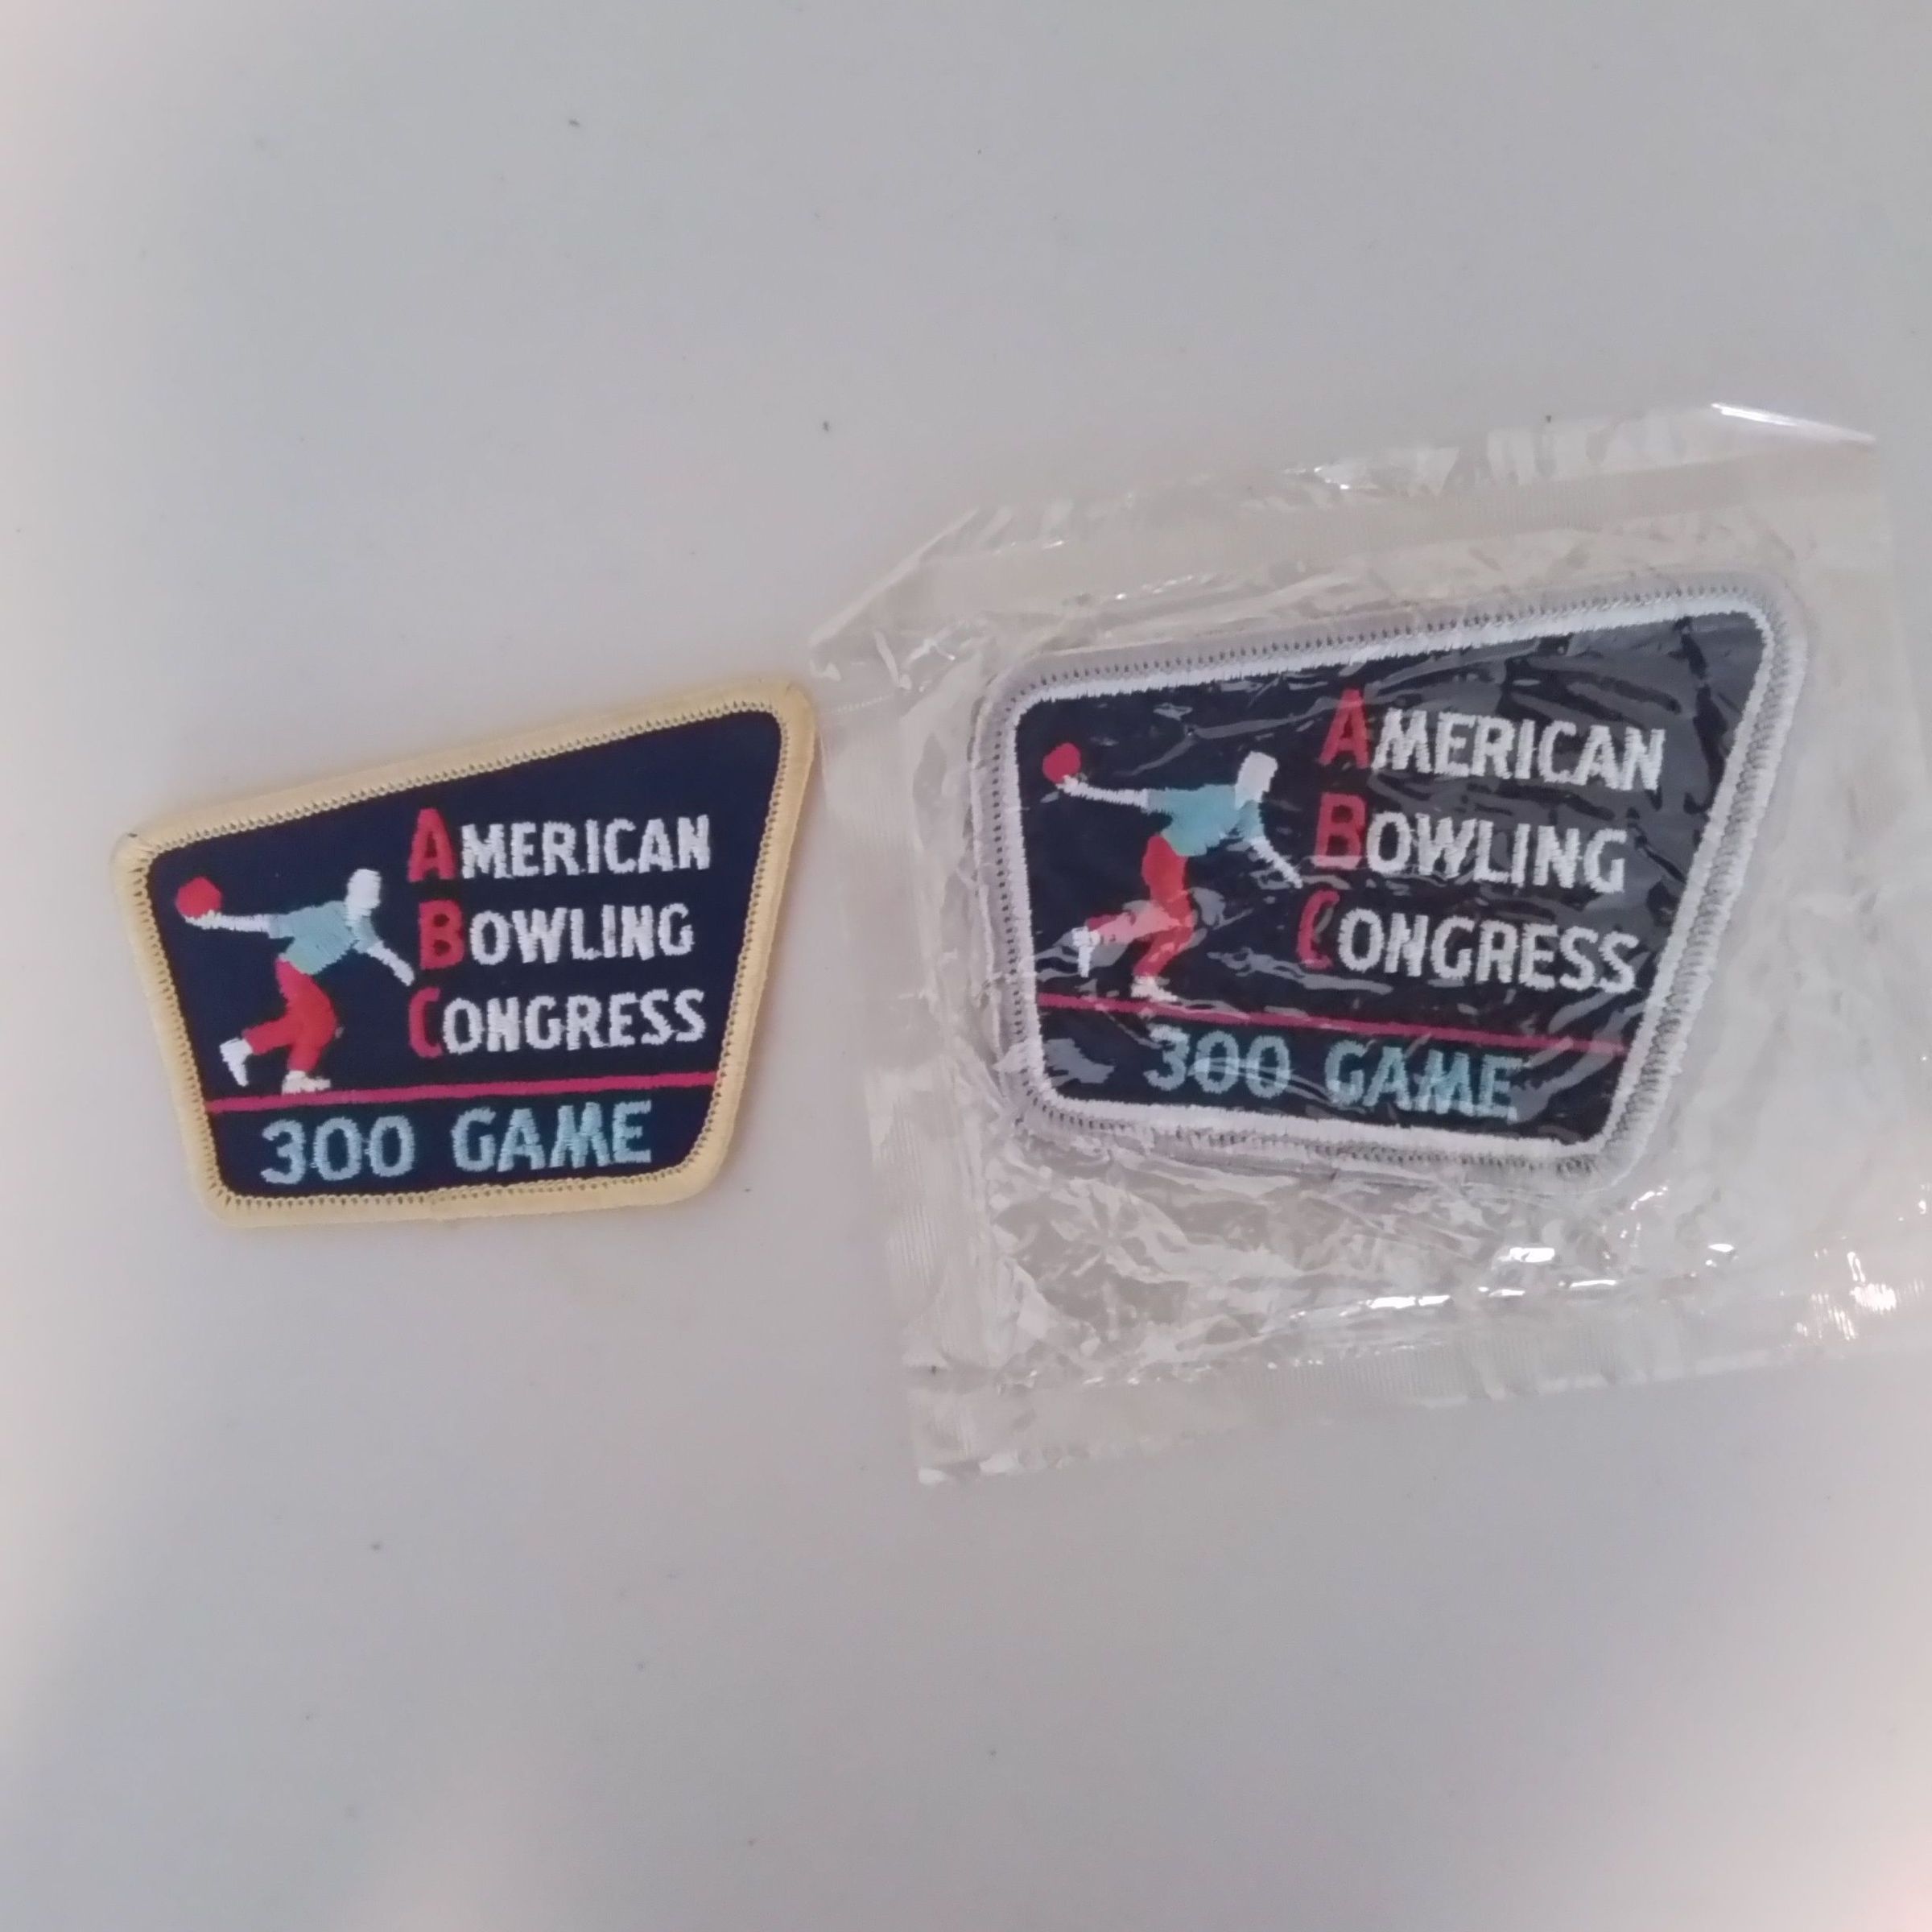 AMERICAN
BOWLING
CONGRESS
300 GAME
AMERICAN
BOWLING
CONGRESS
300 GAME